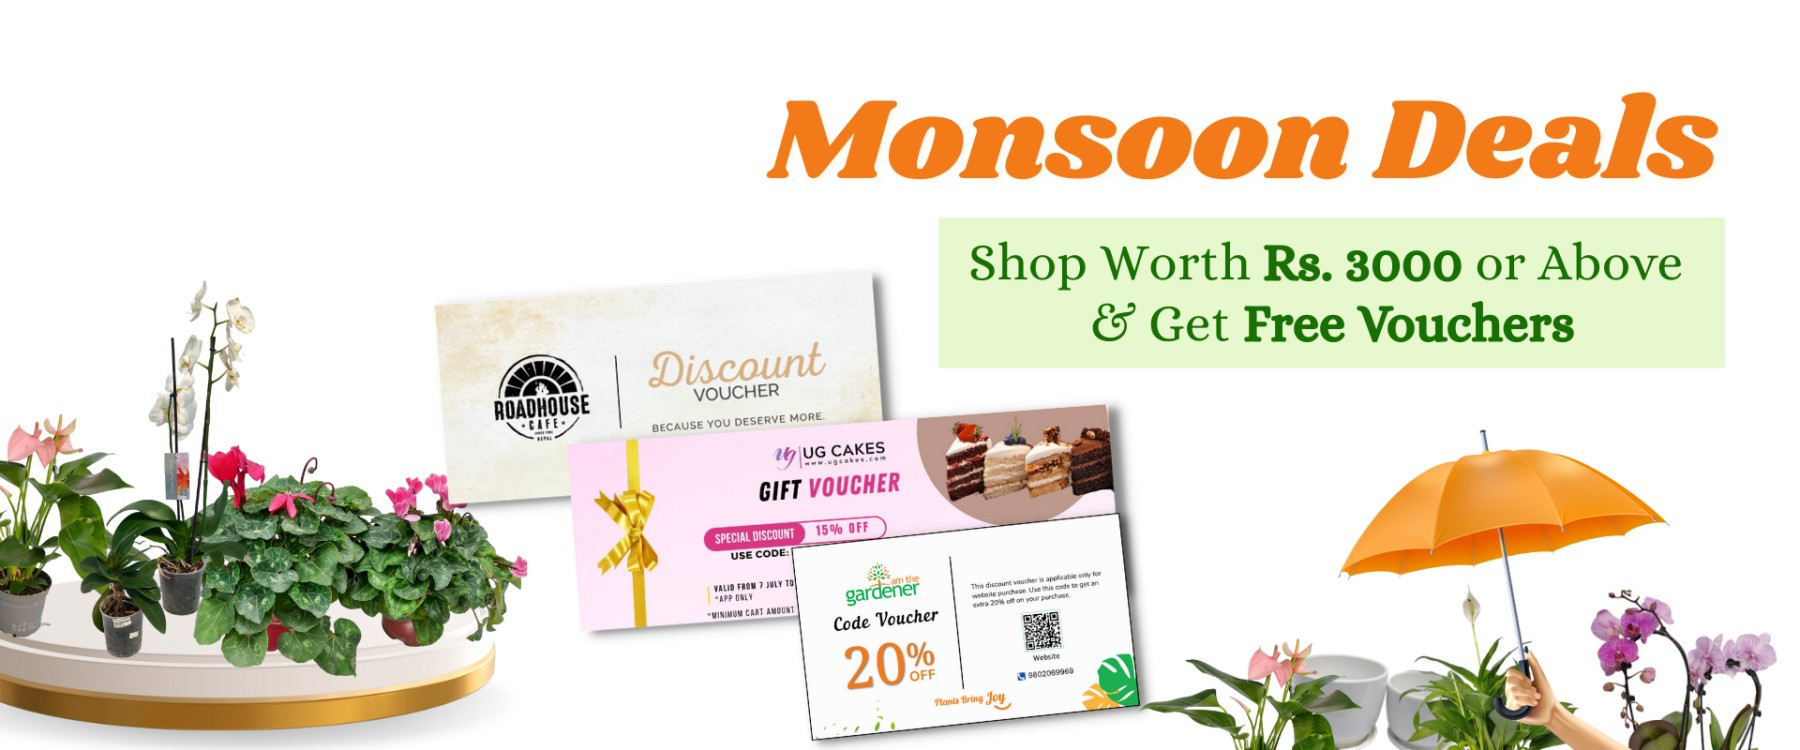 Monsoon Deals
Shop Worth Rs. 3000 or Above
& Get Free Vouchers
ROADHOUSE
CAFE
NEPAL
Discount
VOUCHER
BECAUSE YOU DESERVE MORE.
ug UG CAKES
www.ugcakes.com
GIFT VOUCHER
SPECIAL DISCOUNT 15% OFF
USE CODE:
VALID FROM 7 JULY TO
*APP ONLY
*MINIMUM CART AMOUNT
am the
gardener
Code Voucher
20% OFF
This discount voucher is applicable only for
website purchase. Use this code to get an
extra 20% off on your purchase.
Website
9802069969
Plants Bring Joy